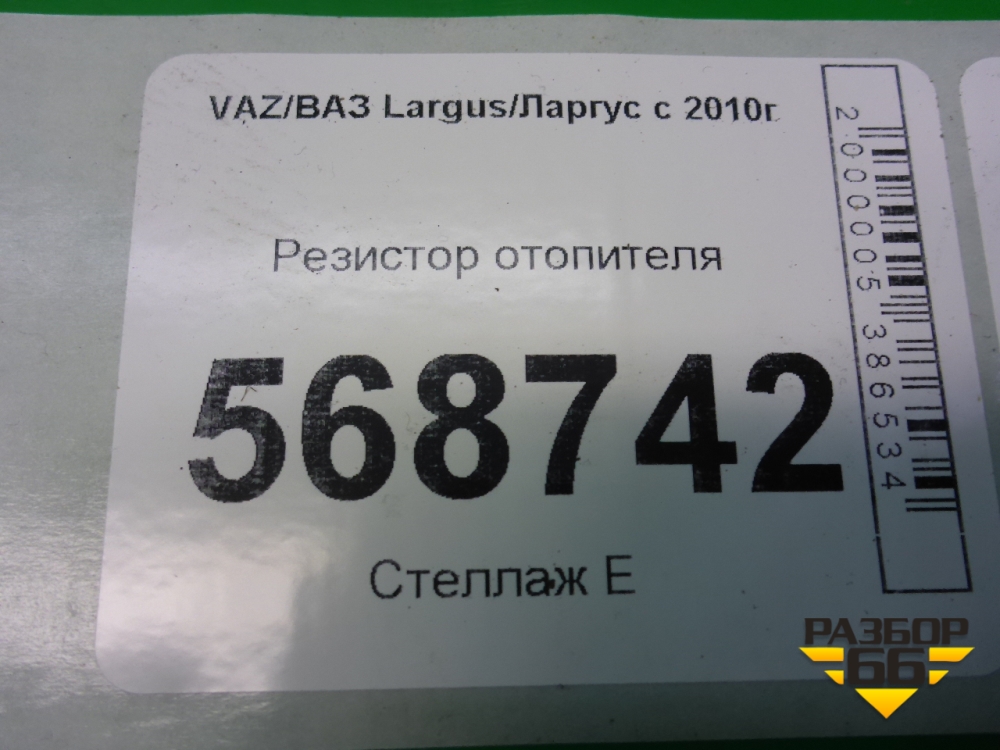 VAZ/ВАЗ Largus/Ларгус с 2010г
Резистор отопителя
568742
Стеллаж Е
2000005386534
РАЗБОР
66